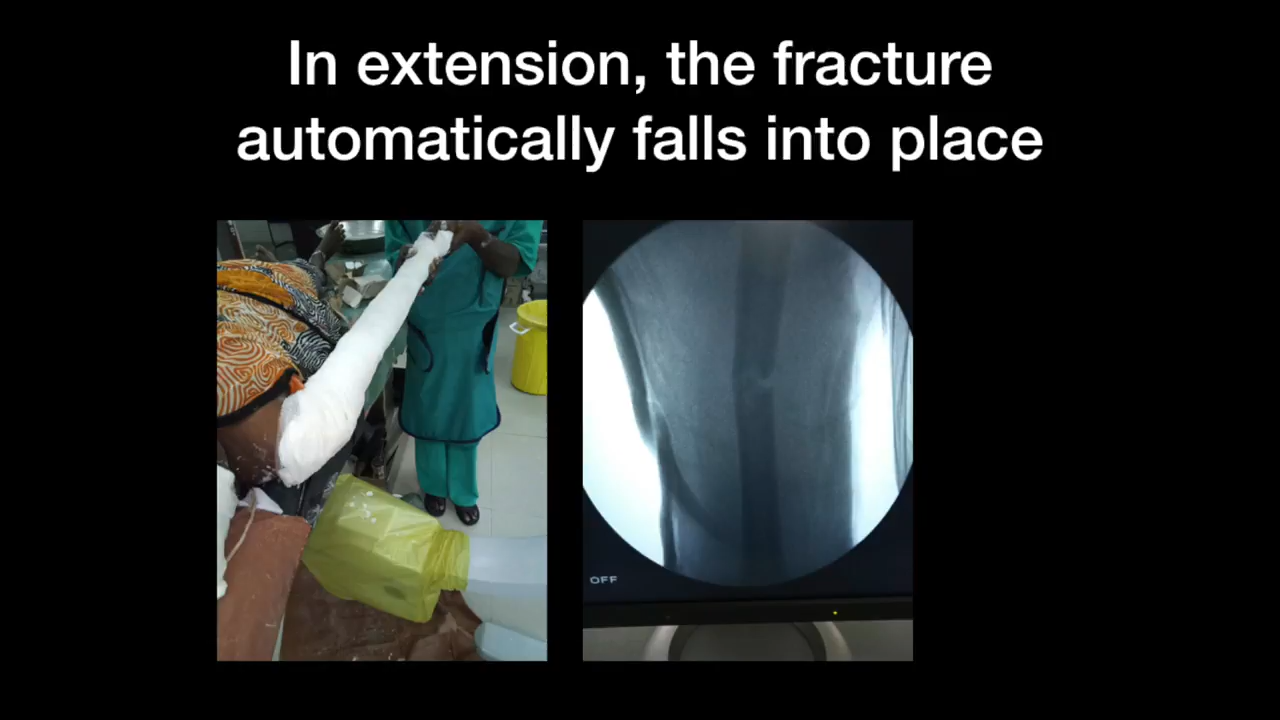 In extension, the fracture
automatically falls into place
OFF